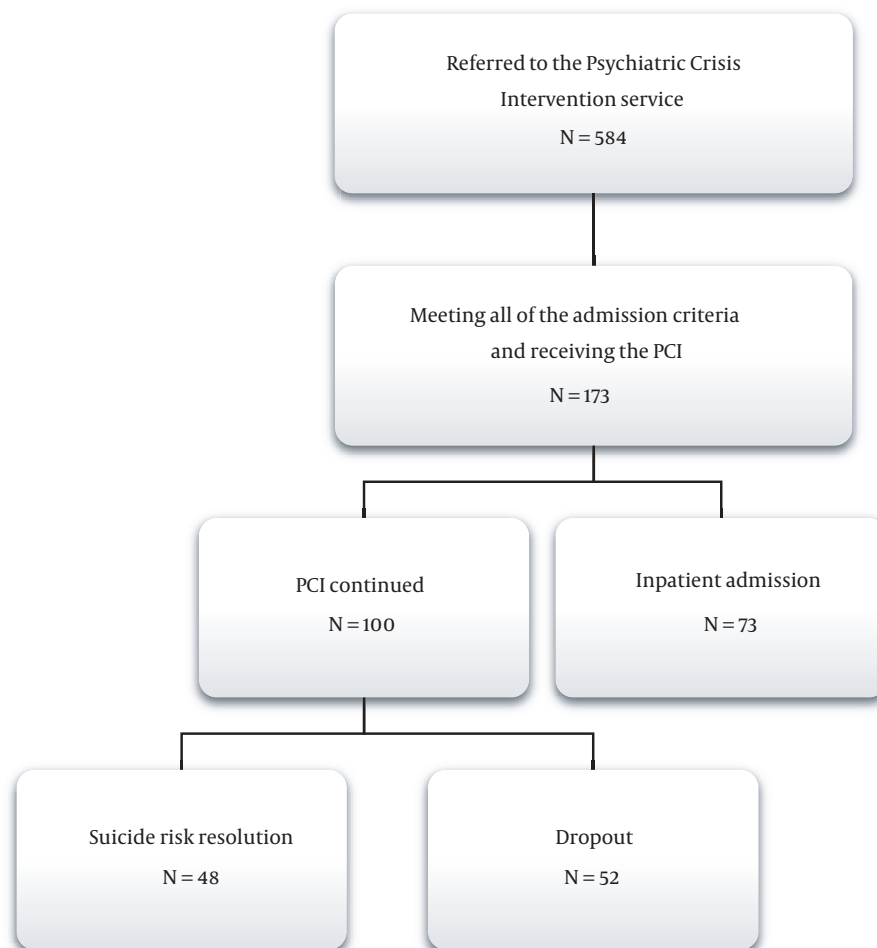 Referred to the Psychiatric Crisis
Intervention service
N = 584
Meeting all of the admission criteria
and receiving the PCI
N = 173
PCI continued
N = 100
Inpatient admission
N = 73
Suicide risk resolution
N = 48
Dropout
N = 52